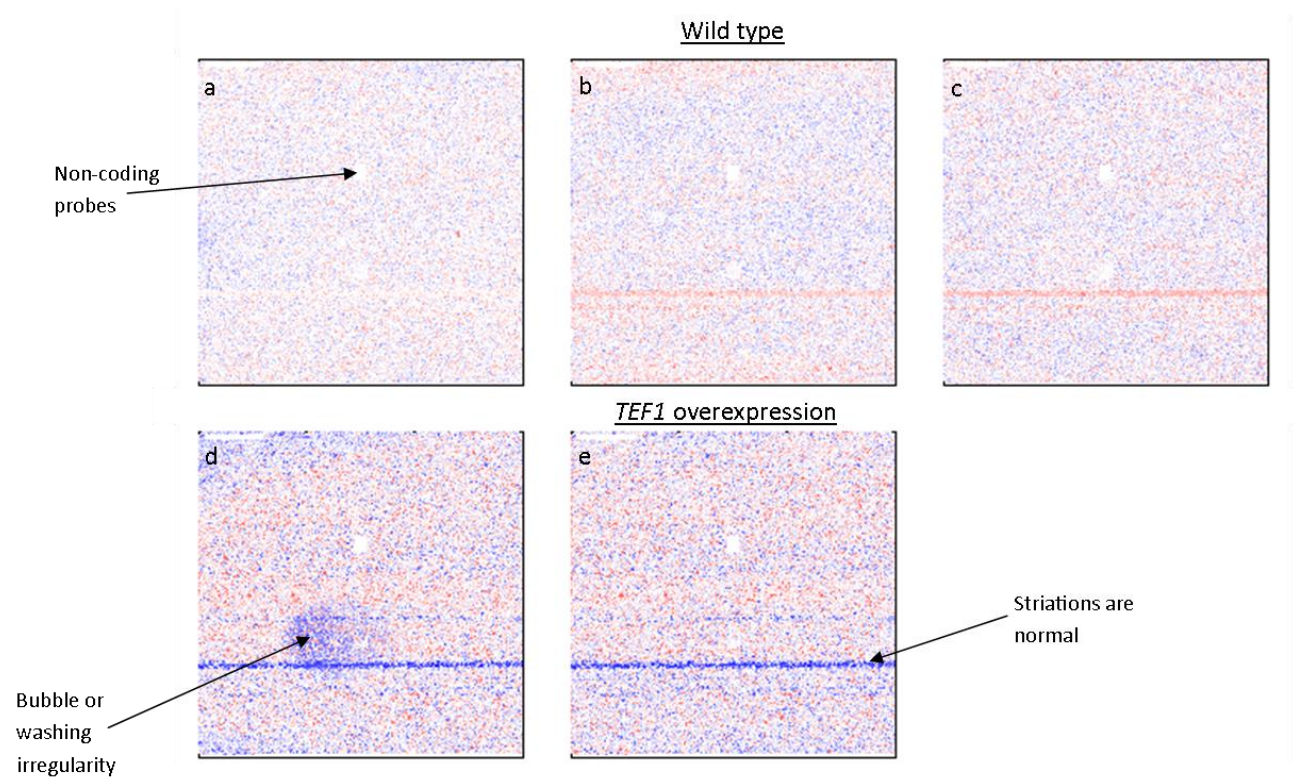 Wild type
a
b
c
Non-coding
probes
TEF1 overexpression
d
e
Striations are
normal
Bubble or
washing
irregularity